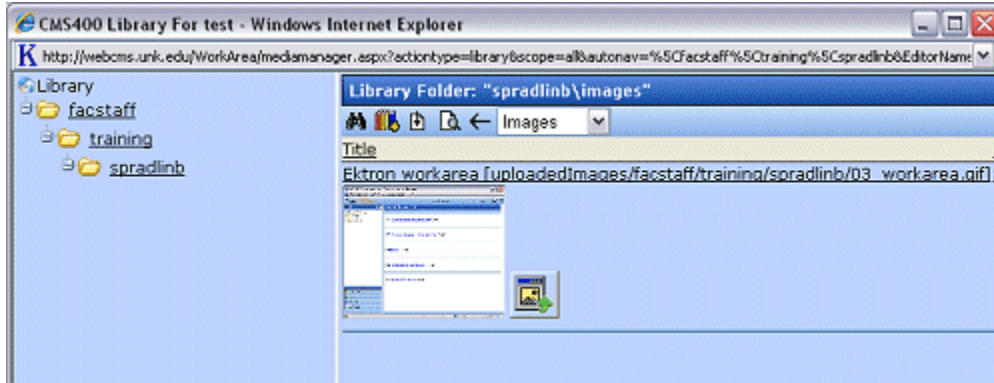 CMS400 Library For test - Windows Internet Explorer
http://webcms.unk.edu/WorkArea/mediamanager.aspx?actiontype=library&scope=all&autonav=%5CFacstaff%5Ctraining%5Cspradlinb&EditorName
Library
facstaff
training
spradlinb
Library Folder: "spradlinb\images"
Images
Title
Ektron workarea [uploadedImages/facstaff/training/spradlinb/03_workarea.gif]